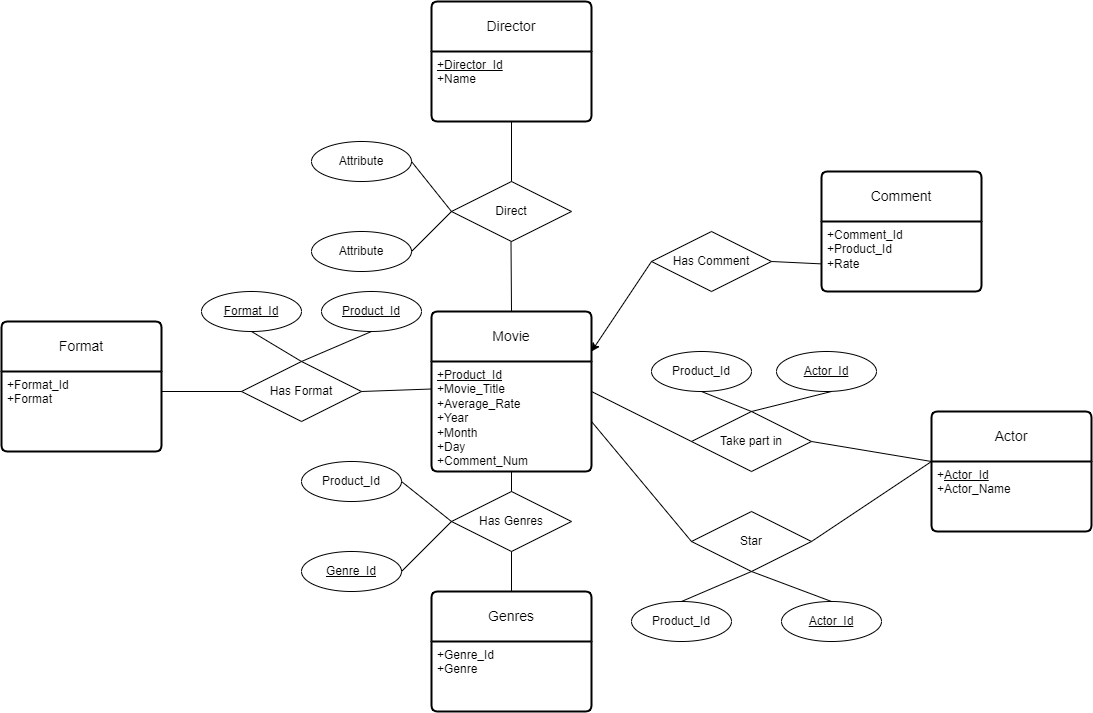 Director
+Director_Id
+Name
Attribute
Direct
Attribute
Comment
+Comment_Id
+Product_Id
+Rate
Has Comment
Format_Id
Product_Id
Format
+Format_Id
+Format
Has Format
Movie
+Product_Id
+Movie_Title
+Average_Rate
+Year
+Month
+Day
+Comment_Num
Product_Id
Actor_Id
Take part in
Actor
+Actor_Id
+Actor_Name
Product_Id
Has Genres
Genre_Id
Star
Product_Id
Actor_Id
Genres
+Genre_Id
+Genre